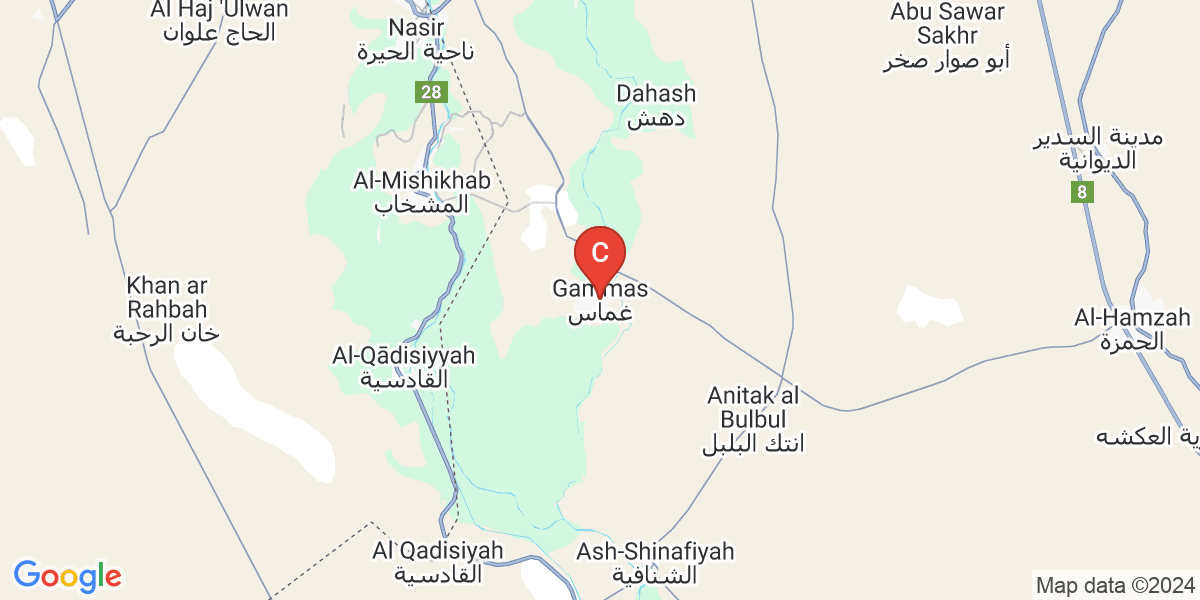 Al Haj 'Ulwan
الحاج علوان
Nasir
ناحية الحيرة
Abu Sawar
Sakhr
أبو صوار صخر
28
Dahash
دهش
مدينة السدير
الديوانية
8
Al-Mishikhab
المشخاب
C
Khan ar
Rahbah
خان الرحبة
Gammas
غماس
Al-Hamzah
الحمزة
Al-Qādisiyyah
القادسية
Anitak al
Bulbul
انتك البلبل
ية العكشه
Al Qadisiyah
القادسية
Ash-Shinafiyah
الشنافية
Google
Map data ©2024